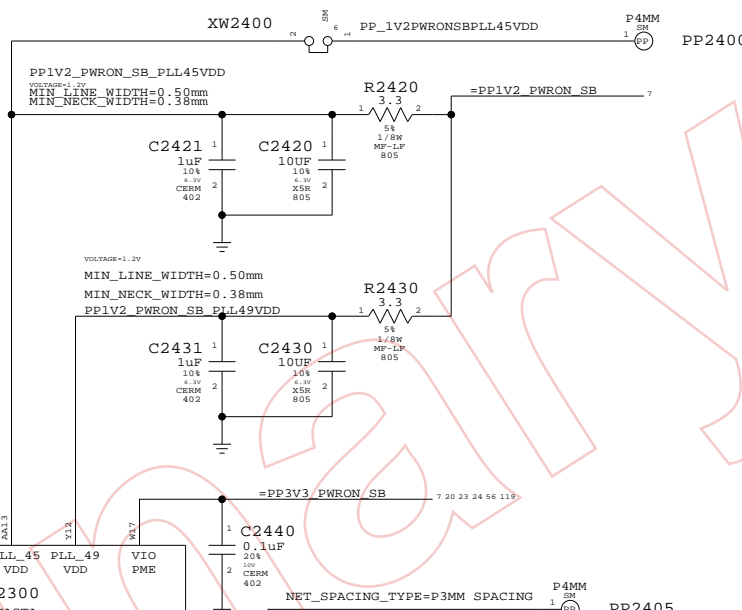 XW2400
SM
2
6
1
PP_1V2PWRONSBPLL45VDD
P4MM
SM
1
PP
PP2400
PP1V2_PWRON_SB_PLL45VDD
VOLTAGE=1.2V
MIN_LINE_WIDTH=0.50mm
MIN_NECK_WIDTH=0.38mm
R2420
3.3
1 2
5%
1/8W
MF-LF
805
=PP1V2_PWRON_SB
7
C2421
1uF
10%
6.3V
CERM
402
1
2
C2420
10UF
10%
6.3V
X5R
805
1
2
VOLTAGE=1.2V
MIN_LINE_WIDTH=0.50mm
MIN_NECK_WIDTH=0.38mm
PP1V2_PWRON_SB_PLL49VDD
R2430
3.3
1 2
5%
1/8W
MF-LF
805
C2431
1uF
10%
6.3V
CERM
402
1
2
C2430
10UF
10%
6.3V
X5R
805
1
2
=PP3V3_PWRON_SB
7 20 23 24 56 119
AA13
Y12
W17
LL_45
VDD
PLL_49
VDD
VIO
PME
C2440
0.1uF
20%
10V
CERM
402
1
2
2300
NET_SPACING_TYPE=P3MM SPACING
P4MM
SM
1
PP
PP2405
nary